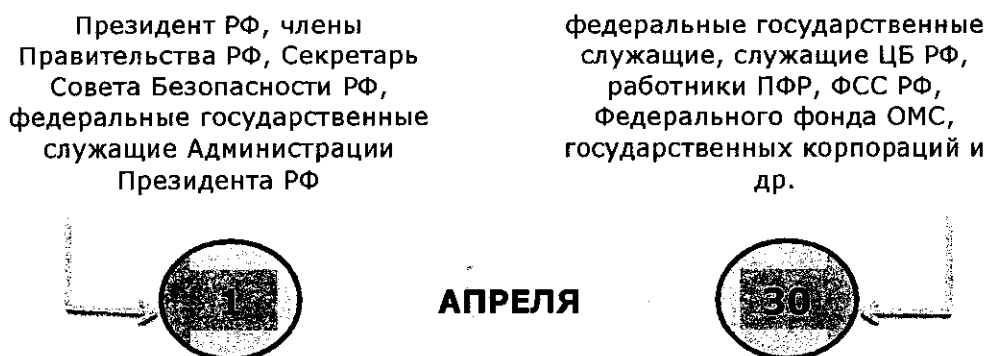 Президент РФ, члены
Правительства РФ, Секретарь
Совета Безопасности РФ,
федеральные государственные
служащие Администрации
Президента РФ
федеральные государственные
служащие, служащие ЦБ РФ,
работники ПФР, ФСС РФ,
Федерального фонда ОМС,
государственных корпораций и
др.
1
АПРЕЛЯ
30